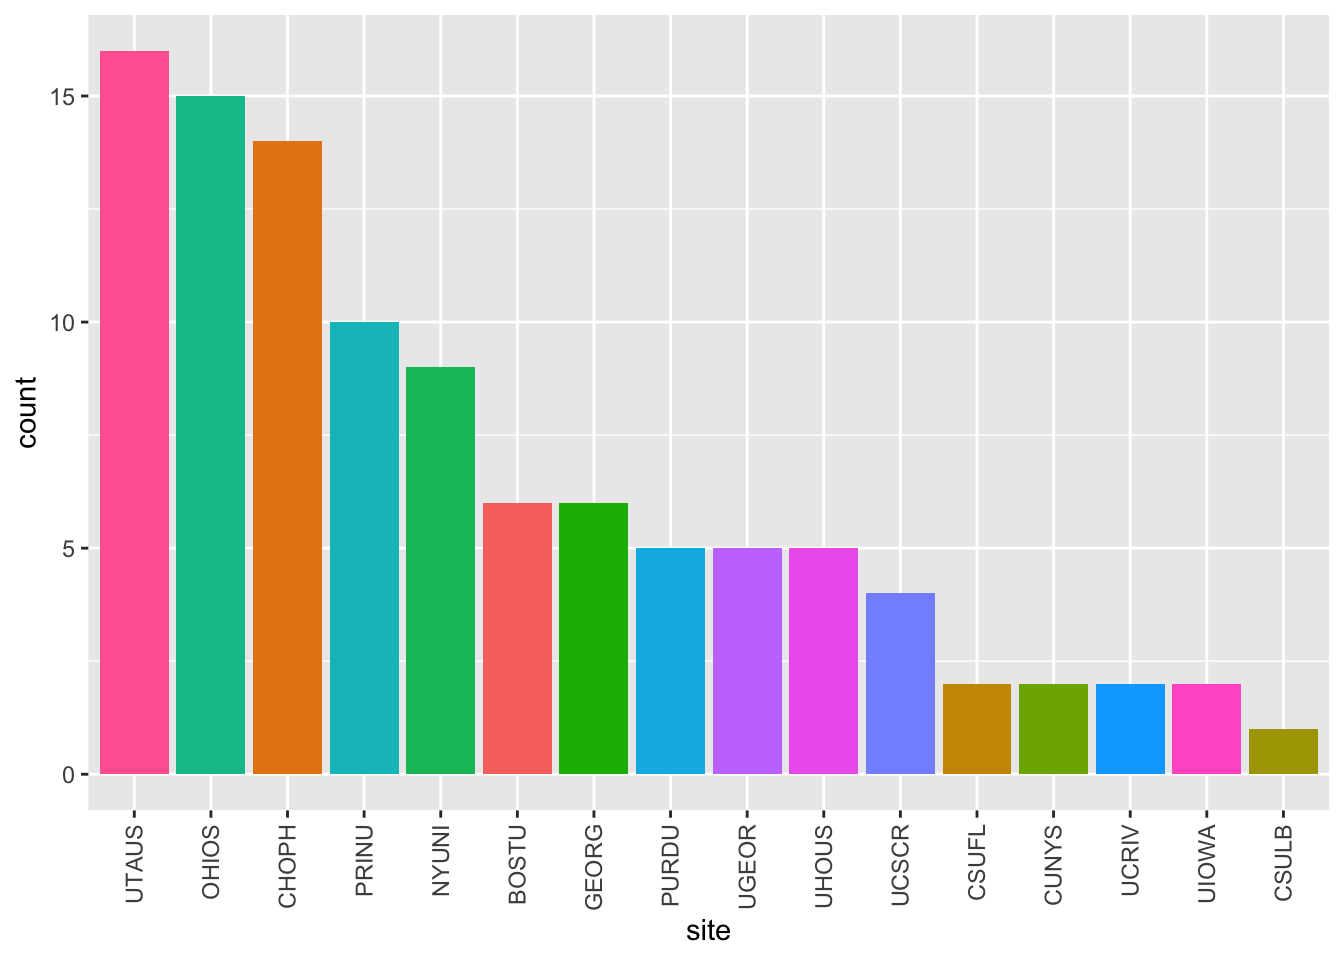 15
10
5
0
count
UTAUS
OHIOS
CHOPH
PRINU
NYUNI
BOSTU
GEORG
PURDU
UGEOR
UHOUS
UCSCR
CSUFL
CUNYS
UCRIV
UIOWA
CSULB
site